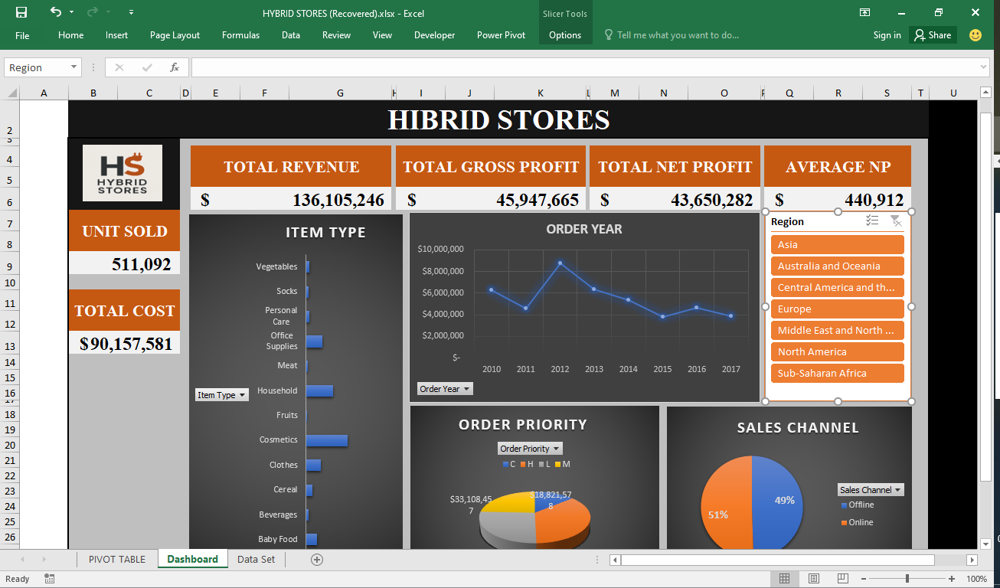 HYBRID STORES (Recovered).xlsx - Excel
Slicer Tools
File Home Insert Page Layout Formulas Data Review View Developer Power Pivot Options Tell me what you want to do... Sign in Share
Region
fx
A B C D E F G H I J K L M N O P Q R S T U
2
HIBRID STORES
3
4
5
6
7
8
9
10
11
12
13
14
15
16
17
18
19
20
21
22
23
24
25
26
HS
HYBRID
STORES
TOTAL REVENUE
$ 136,105,246
TOTAL GROSS PROFIT
$ 45,947,665
TOTAL NET PROFIT
$ 43,650,282
AVERAGE NP
$ 440,912
UNIT SOLD
511,092
TOTAL COST
$90,157,581
ITEM TYPE
Vegetables
Socks
Personal
Care
Office
Supplies
Meat
Household
Item Type
Fruits
Cosmetics
Clothes
Cereal
Beverages
Baby Food
ORDER YEAR
$10,000,000
$8,000,000
$6,000,000
$4,000,000
$2,000,000
$-
2010 2011 2012 2013 2014 2015 2016 2017
Order Year
Region
Asia
Australia and Oceania
Central America and th...
Europe
Middle East and North ...
North America
Sub-Saharan Africa
ORDER PRIORITY
Order Priority
C H L M
$33,108,45
7
$18,821,57
8
SALES CHANNEL
Sales Channel
49%
51%
Offline
Online
PIVOT TABLE Dashboard Data Set
Ready
100%